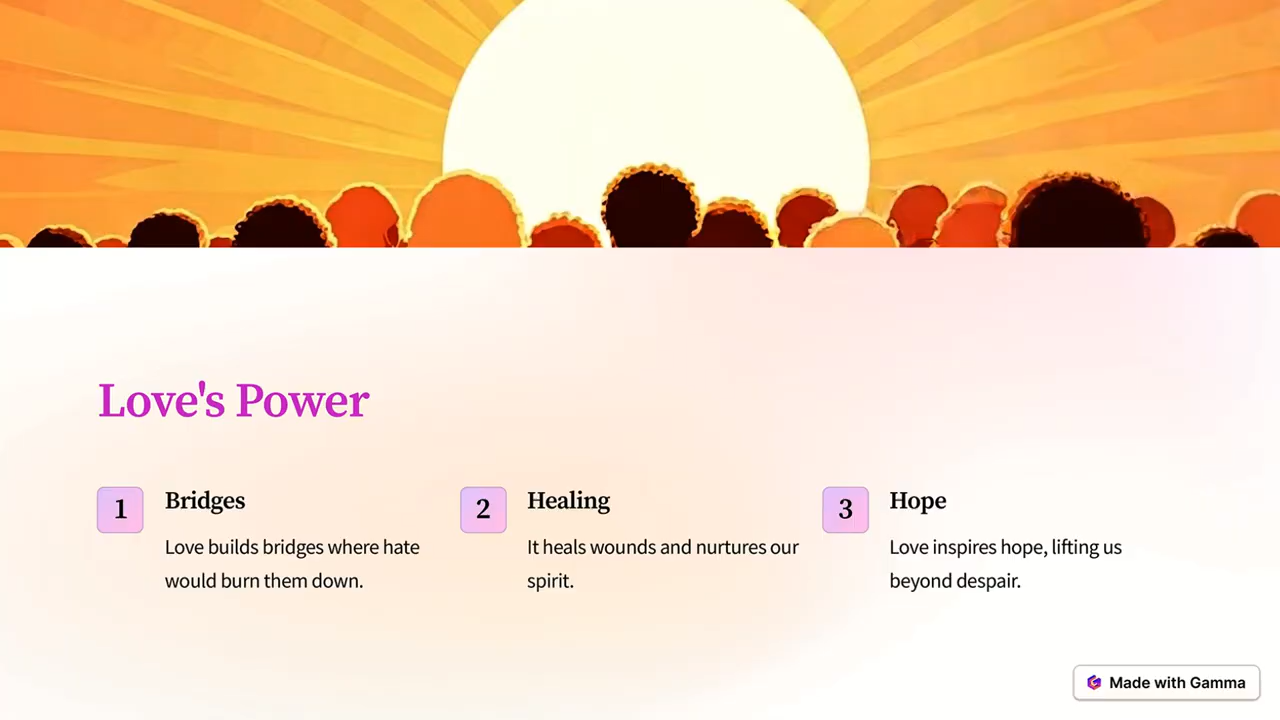 Love's Power
1
Bridges
Love builds bridges where hate
would burn them down.
2
Healing
It heals wounds and nurtures our
spirit.
3
Hope
Love inspires hope, lifting us
beyond despair.
Made with Gamma